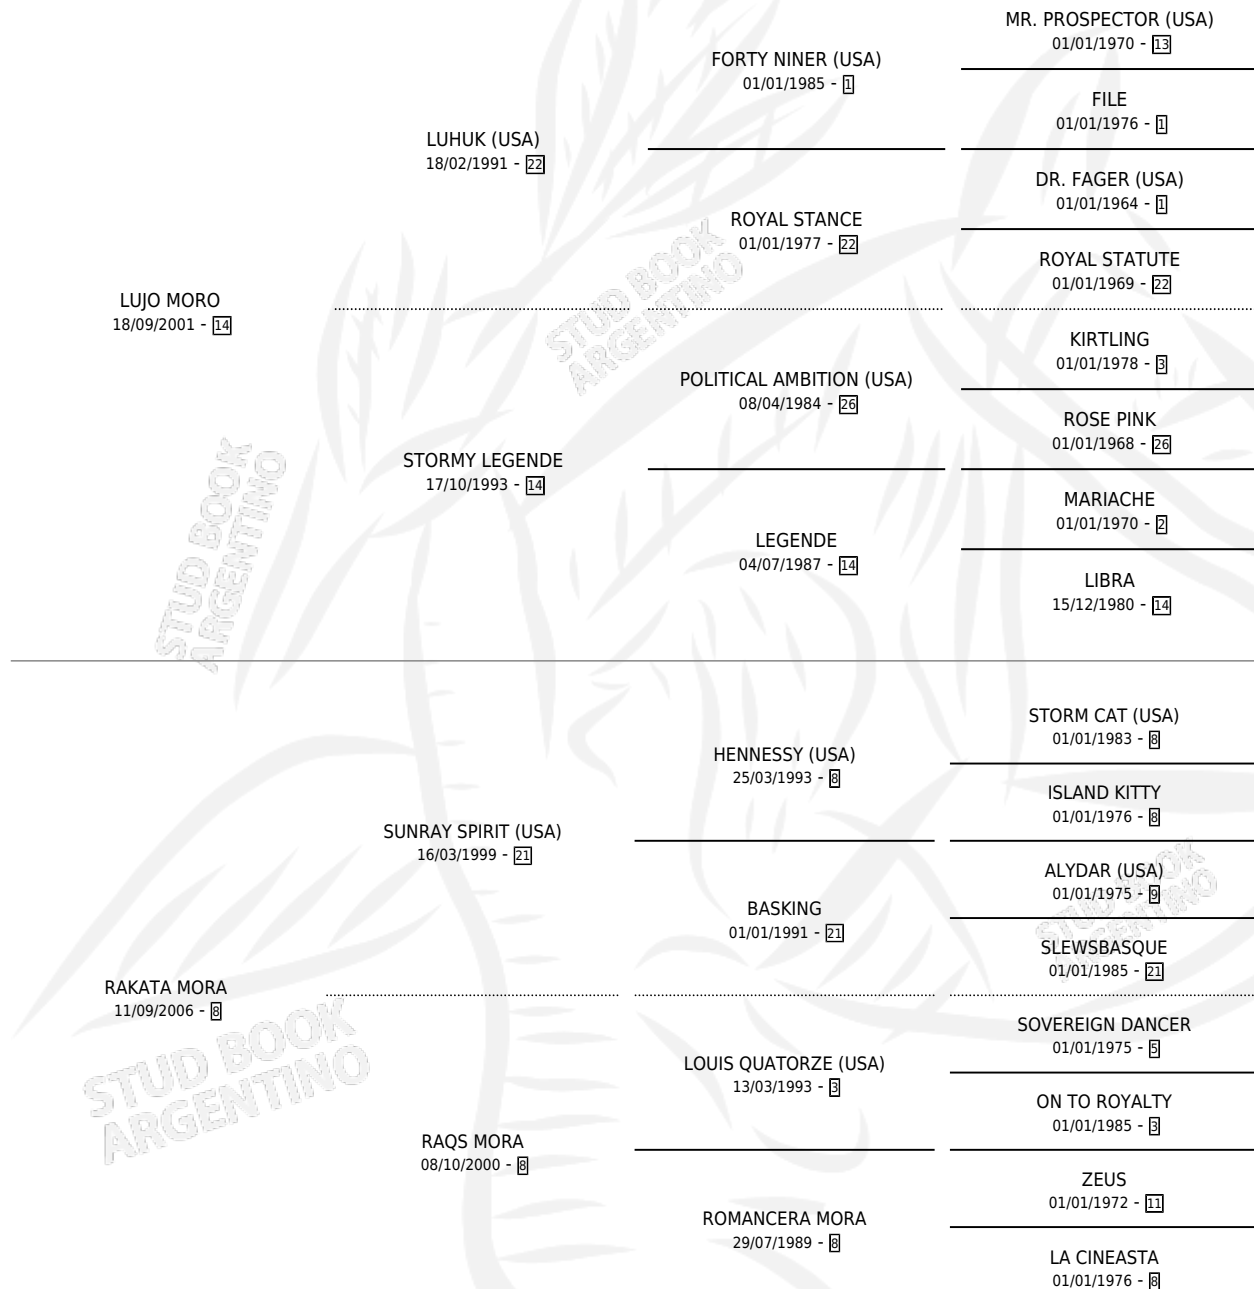 MR. PROSPECTOR (USA)
01/01/1970 - 13
FORTY NINER (USA)
01/01/1985 - 1
FILE
01/01/1976 - 1
LUHUK (USA)
18/02/1991 - 22
DR. FAGER (USA)
01/01/1964 - 1
ROYAL STANCE
01/01/1977 - 22
ROYAL STATUTE
01/01/1969 - 22
LUJO MORO
18/09/2001 - 14
STUD BOOK
ARGENTINO
KIRTLING
01/01/1978 - 3
POLITICAL AMBITION (USA)
08/04/1984 - 26
ROSE PINK
01/01/1968 - 26
STORMY LEGENDE
17/10/1993 - 14
MARIACHE
01/01/1970 - 2
LEGENDE
04/07/1987 - 14
LIBRA
15/12/1980 - 14
STUD BOOK
ARGENTINO
STORM CAT (USA)
01/01/1983 - 8
HENNESSY (USA)
25/03/1993 - 8
ISLAND KITTY
01/01/1976 - 8
SUNRAY SPIRIT (USA)
16/03/1999 - 21
ALYDAR (USA)
01/01/1975 - 9
BASKING
01/01/1991 - 21
SLEWSBASQUE
01/01/1985 - 21
STUD BOOK
ARGENTINO
RAKATA MORA
11/09/2006 - 8
SOVEREIGN DANCER
01/01/1975 - 5
LOUIS QUATORZE (USA)
13/03/1993 - 3
ON TO ROYALTY
01/01/1985 - 3
STUD BOOK
ARGENTINO
RAQS MORA
08/10/2000 - 8
ZEUS
01/01/1972 - 11
ROMANCERA MORA
29/07/1989 - 8
LA CINEASTA
01/01/1976 - 8